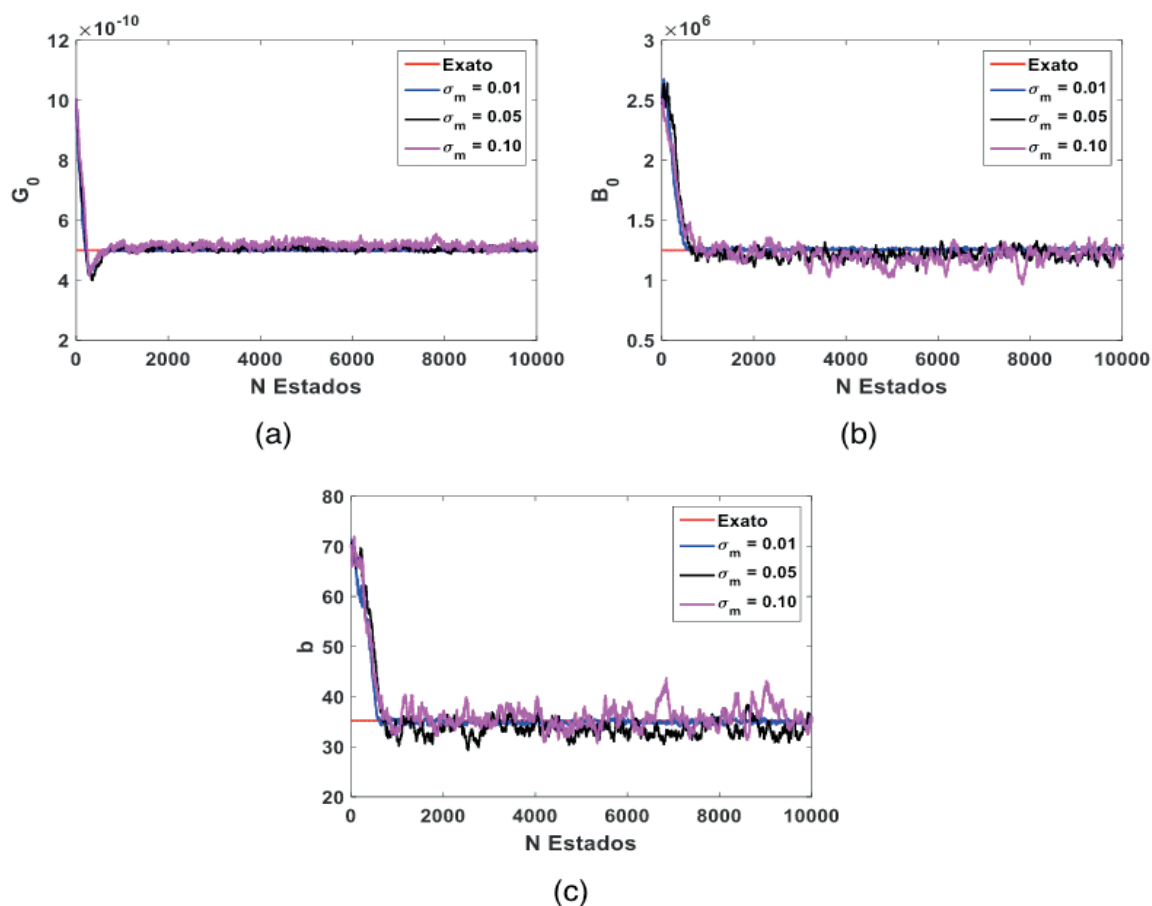 ×10⁻¹⁰
12
10
8
6
4
2
G₀
0 2000 4000 6000 8000 10000
N Estados
Exato
σₘ = 0.01
σₘ = 0.05
σₘ = 0.10
(a)
×10⁶
3
2.5
2
1.5
1
0.5
B₀
0 2000 4000 6000 8000 10000
N Estados
Exato
σₘ = 0.01
σₘ = 0.05
σₘ = 0.10
(b)
80
70
60
50
40
30
20
b
0 2000 4000 6000 8000 10000
N Estados
Exato
σₘ = 0.01
σₘ = 0.05
σₘ = 0.10
(c)